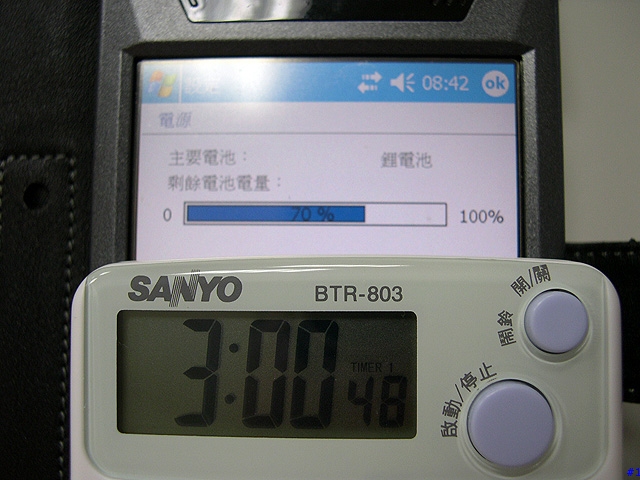 08:42 ok
電源
主要電池： 鋰電池
剩餘電池電量：
0 70 % 100%
SANYO BTR-803
開/關
鬧鈴
3:00 48
TIMER 1
啟動/停止
#1